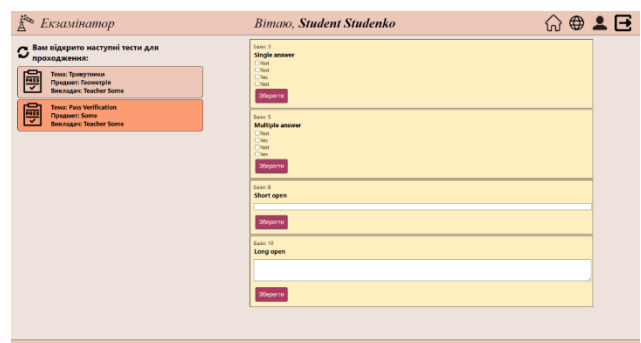 Екзамінатор
Вітаю, Student Studenko
Вам відкрито наступні тести для
проходження:
PASS
Тема: Трикутники
Предмет: Геометрія
Викладач: Teacher Some
PASS
Тема: Pass Verification
Предмет: Some
Викладач: Teacher Some
Бали: 3
Single answer
Not
Not
Yes
Not
Зберегти
Бали: 5
Multiple answer
Not
Yes
Not
Yes
Зберегти
Бали: 8
Short open
Зберегти
Бали: 10
Long open
Зберегти